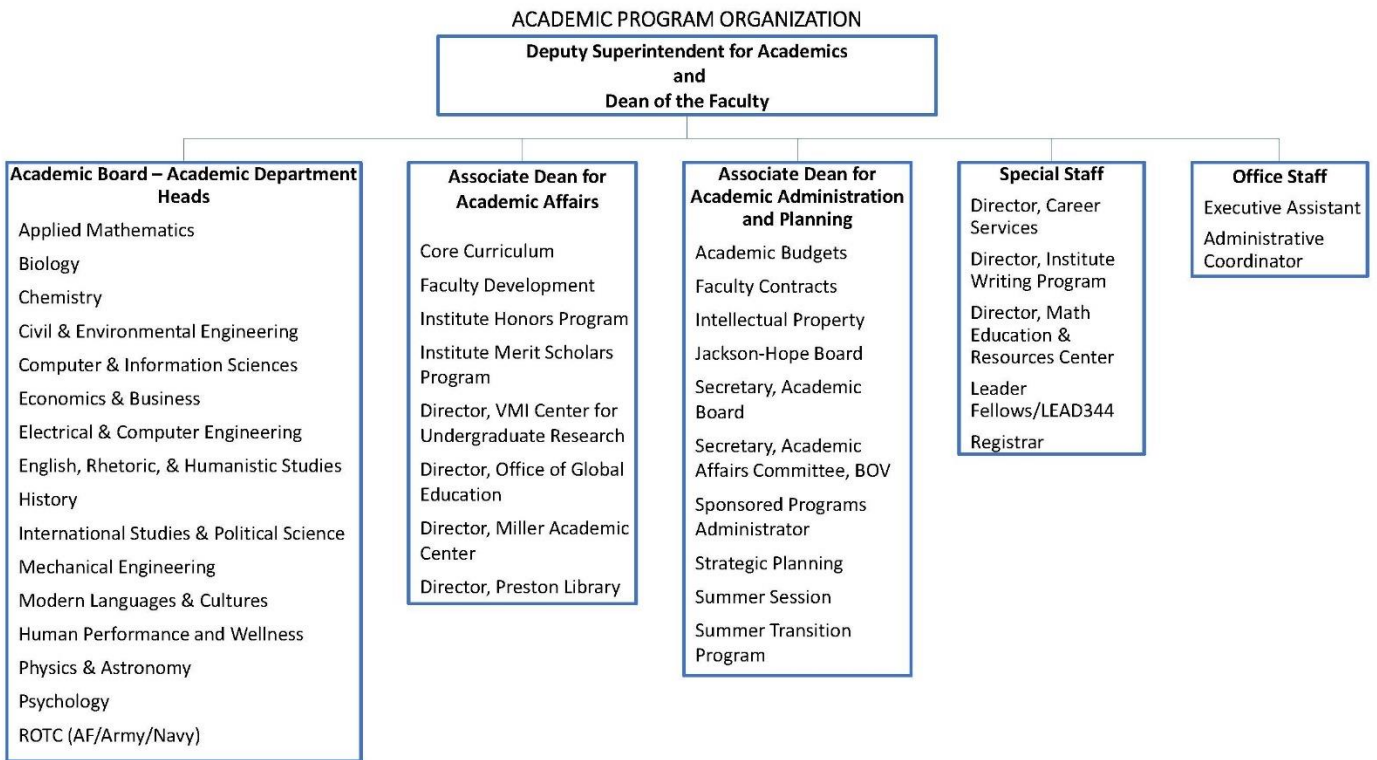 ACADEMIC PROGRAM ORGANIZATION
Deputy Superintendent for Academics
and
Dean of the Faculty
Academic Board – Academic Department
Heads
Applied Mathematics
Biology
Chemistry
Civil & Environmental Engineering
Computer & Information Sciences
Economics & Business
Electrical & Computer Engineering
English, Rhetoric, & Humanistic Studies
History
International Studies & Political Science
Mechanical Engineering
Modern Languages & Cultures
Human Performance and Wellness
Physics & Astronomy
Psychology
ROTC (AF/Army/Navy)
Associate Dean for
Academic Affairs
Core Curriculum
Faculty Development
Institute Honors Program
Institute Merit Scholars
Program
Director, VMI Center for
Undergraduate Research
Director, Office of Global
Education
Director, Miller Academic
Center
Director, Preston Library
Associate Dean for
Academic Administration
and Planning
Academic Budgets
Faculty Contracts
Intellectual Property
Jackson-Hope Board
Secretary, Academic
Board
Secretary, Academic
Affairs Committee, BOV
Sponsored Programs
Administrator
Strategic Planning
Summer Session
Summer Transition
Program
Special Staff
Director, Career
Services
Director, Institute
Writing Program
Director, Math
Education &
Resources Center
Leader
Fellows/LEAD344
Registrar
Office Staff
Executive Assistant
Administrative
Coordinator